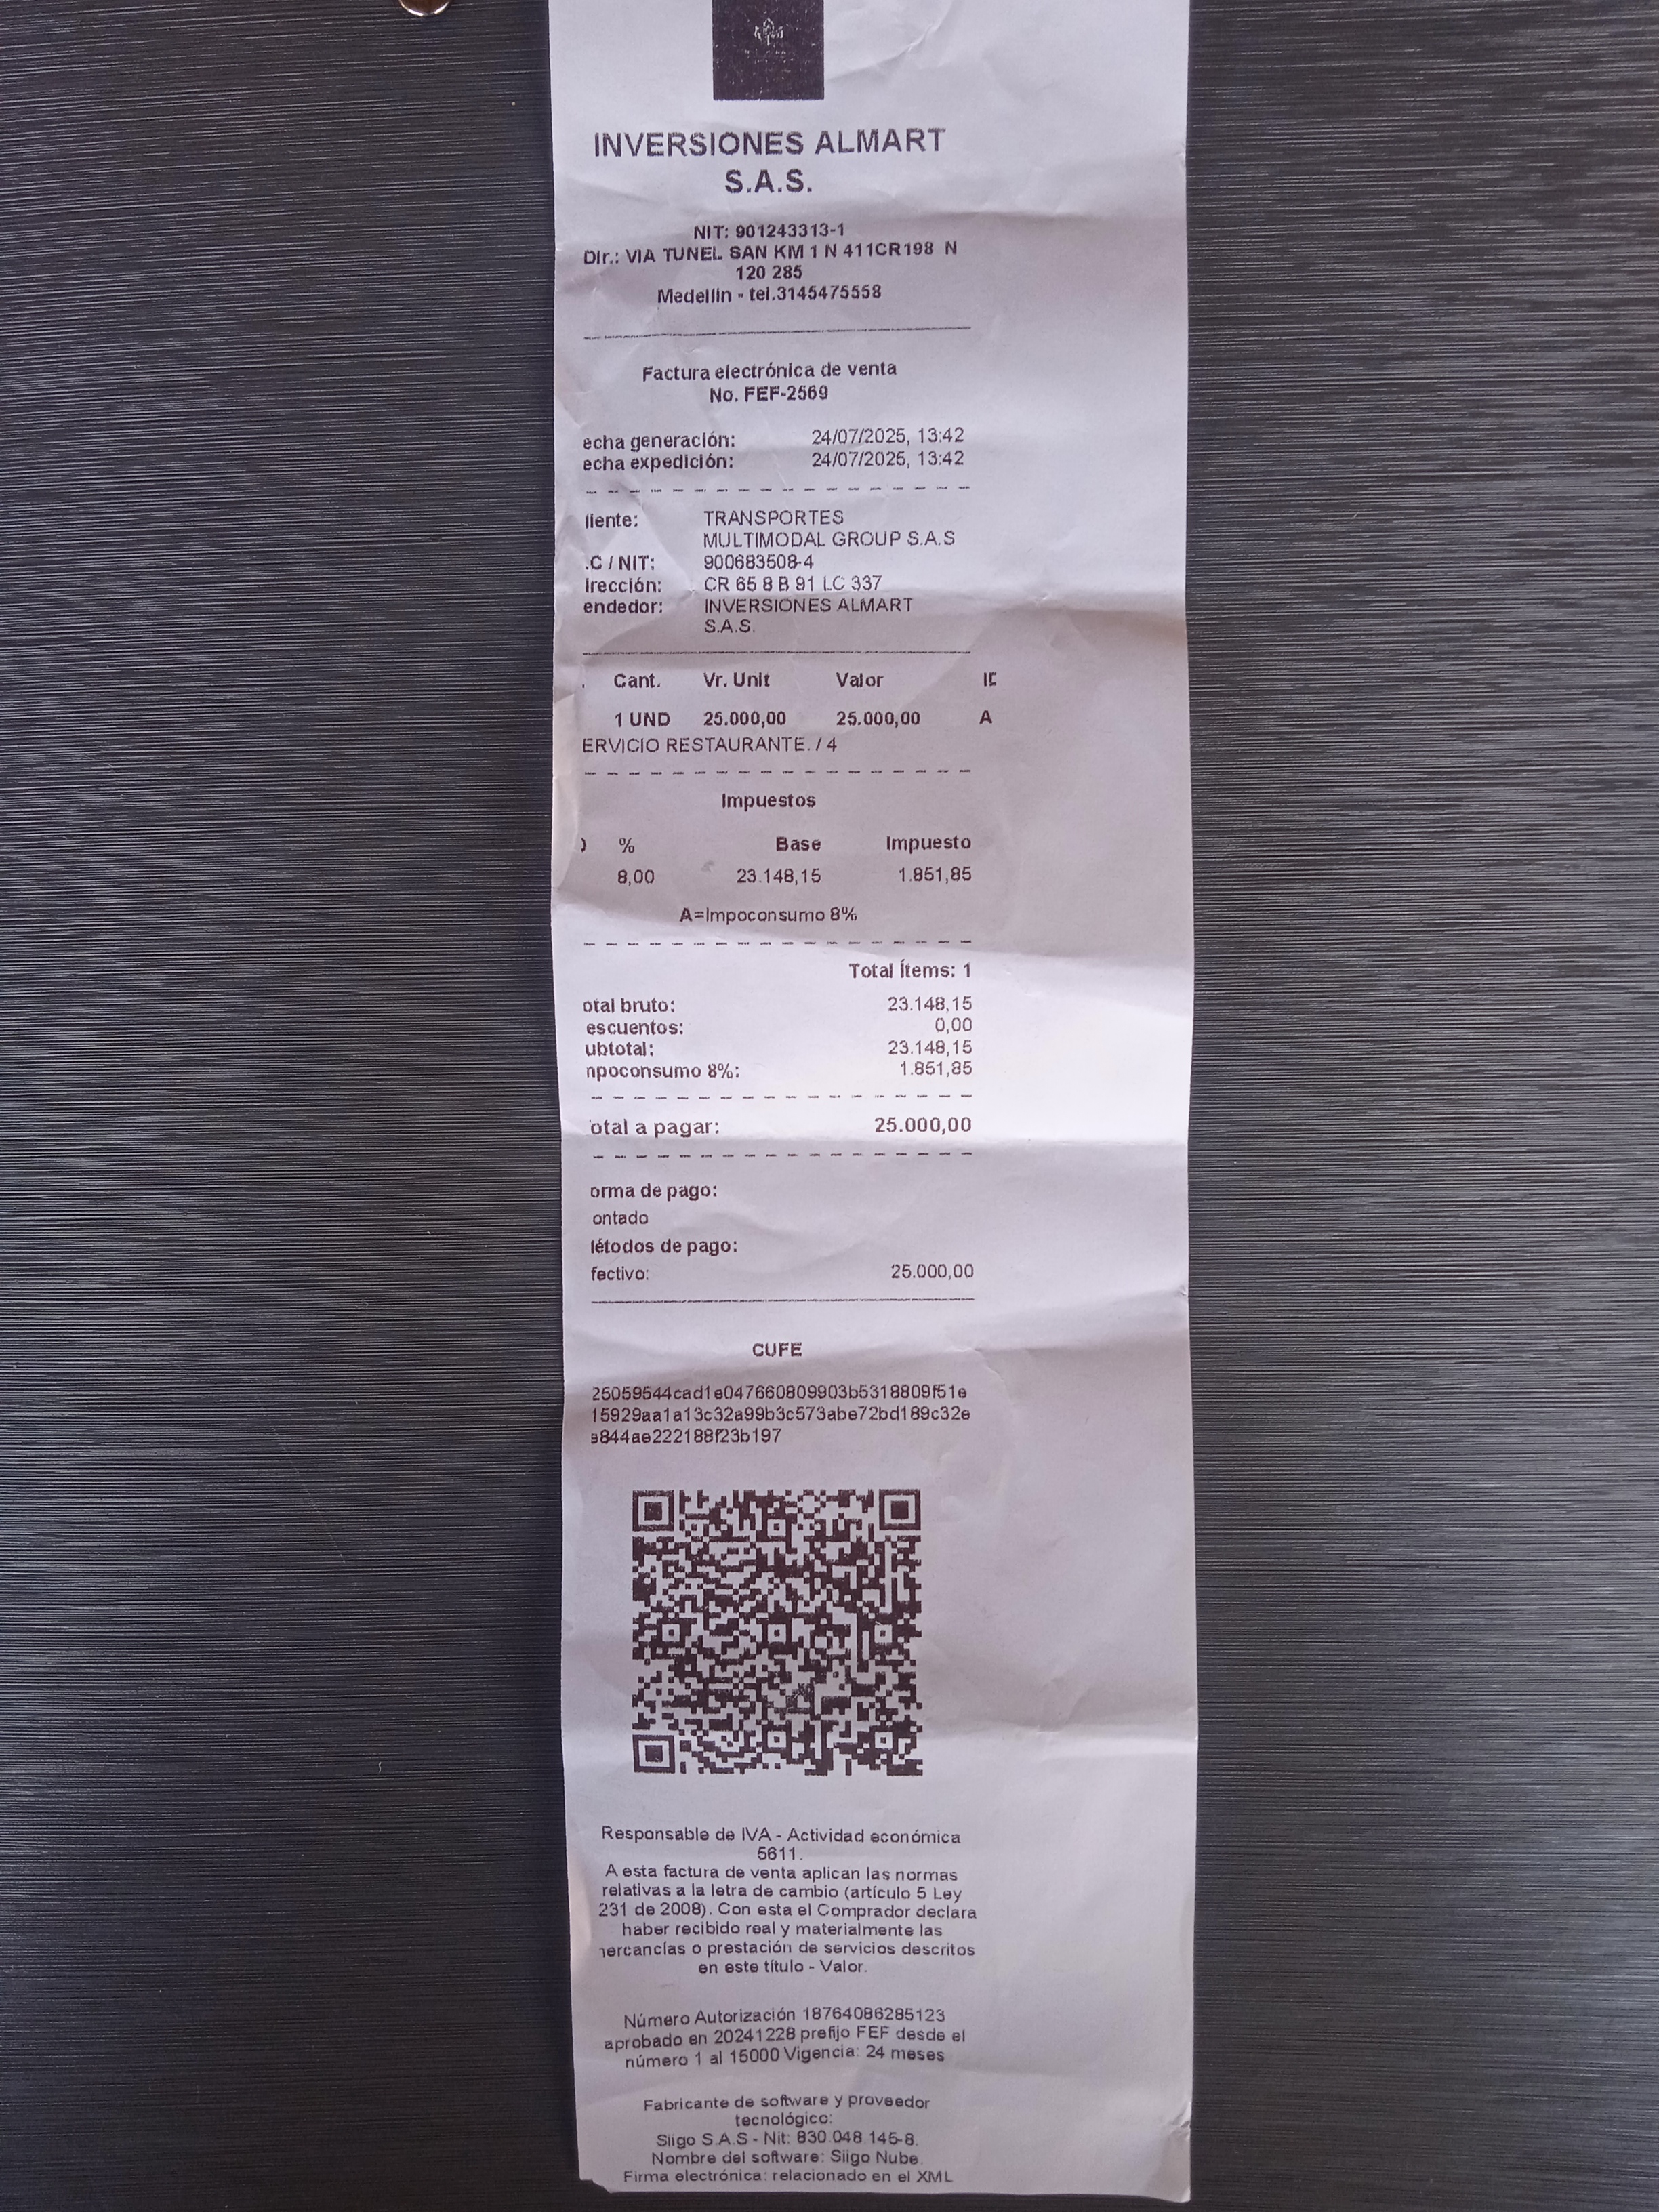 INVERSIONES ALMART
S.A.S.
NIT: 901243313-1
Dir.: VIA TUNEL SAN KM 1 N 411CR198 N
120 285
Medellin - tel.3145475558
Factura electrónica de venta
No. FEF-2569
echa generación: 24/07/2025, 13:42
echa expedición: 24/07/2025, 13:42
liente: TRANSPORTES
MULTIMODAL GROUP S.A.S
.C / NIT: 900683508-4
irección: CR 65 8 B 91 LC 337
endedor: INVERSIONES ALMART
S.A.S.
Cant. Vr. Unit Valor
1 UND 25.000,00 25.000,00 A
ERVICIO RESTAURANTE. / 4
Impuestos
% Base Impuesto
8,00 23.148,15 1.851,85
A=Impoconsumo 8%
Total Ítems: 1
otal bruto: 23.148,15
escuentos: 0,00
ubtotal: 23.148,15
npoconsumo 8%: 1.851,85
otal a pagar: 25.000,00
orma de pago:
ontado
létodos de pago:
fectivo: 25.000,00
CUFE
25059544cad1e047660809903b5318809f51e
15929aa1a13c32a99b3c573abe72bd189c32e
a844ae222188f23b197
Responsable de IVA - Actividad económica
5611.
A esta factura de venta aplican las normas
relativas a la letra de cambio (artículo 5 Ley
231 de 2008). Con esta el Comprador declara
haber recibido real y materialmente las
nercancías o prestación de servicios descritos
en este título - Valor.
Número Autorización 18764086285123
aprobado en 20241228 prefijo FEF desde el
número 1 al 15000 Vigencia: 24 meses
Fabricante de software y proveedor
tecnológico:
Siigo S.A.S - Nit: 830.048.145-8.
Nombre del software: Siigo Nube.
Firma electrónica: relacionado en el XML